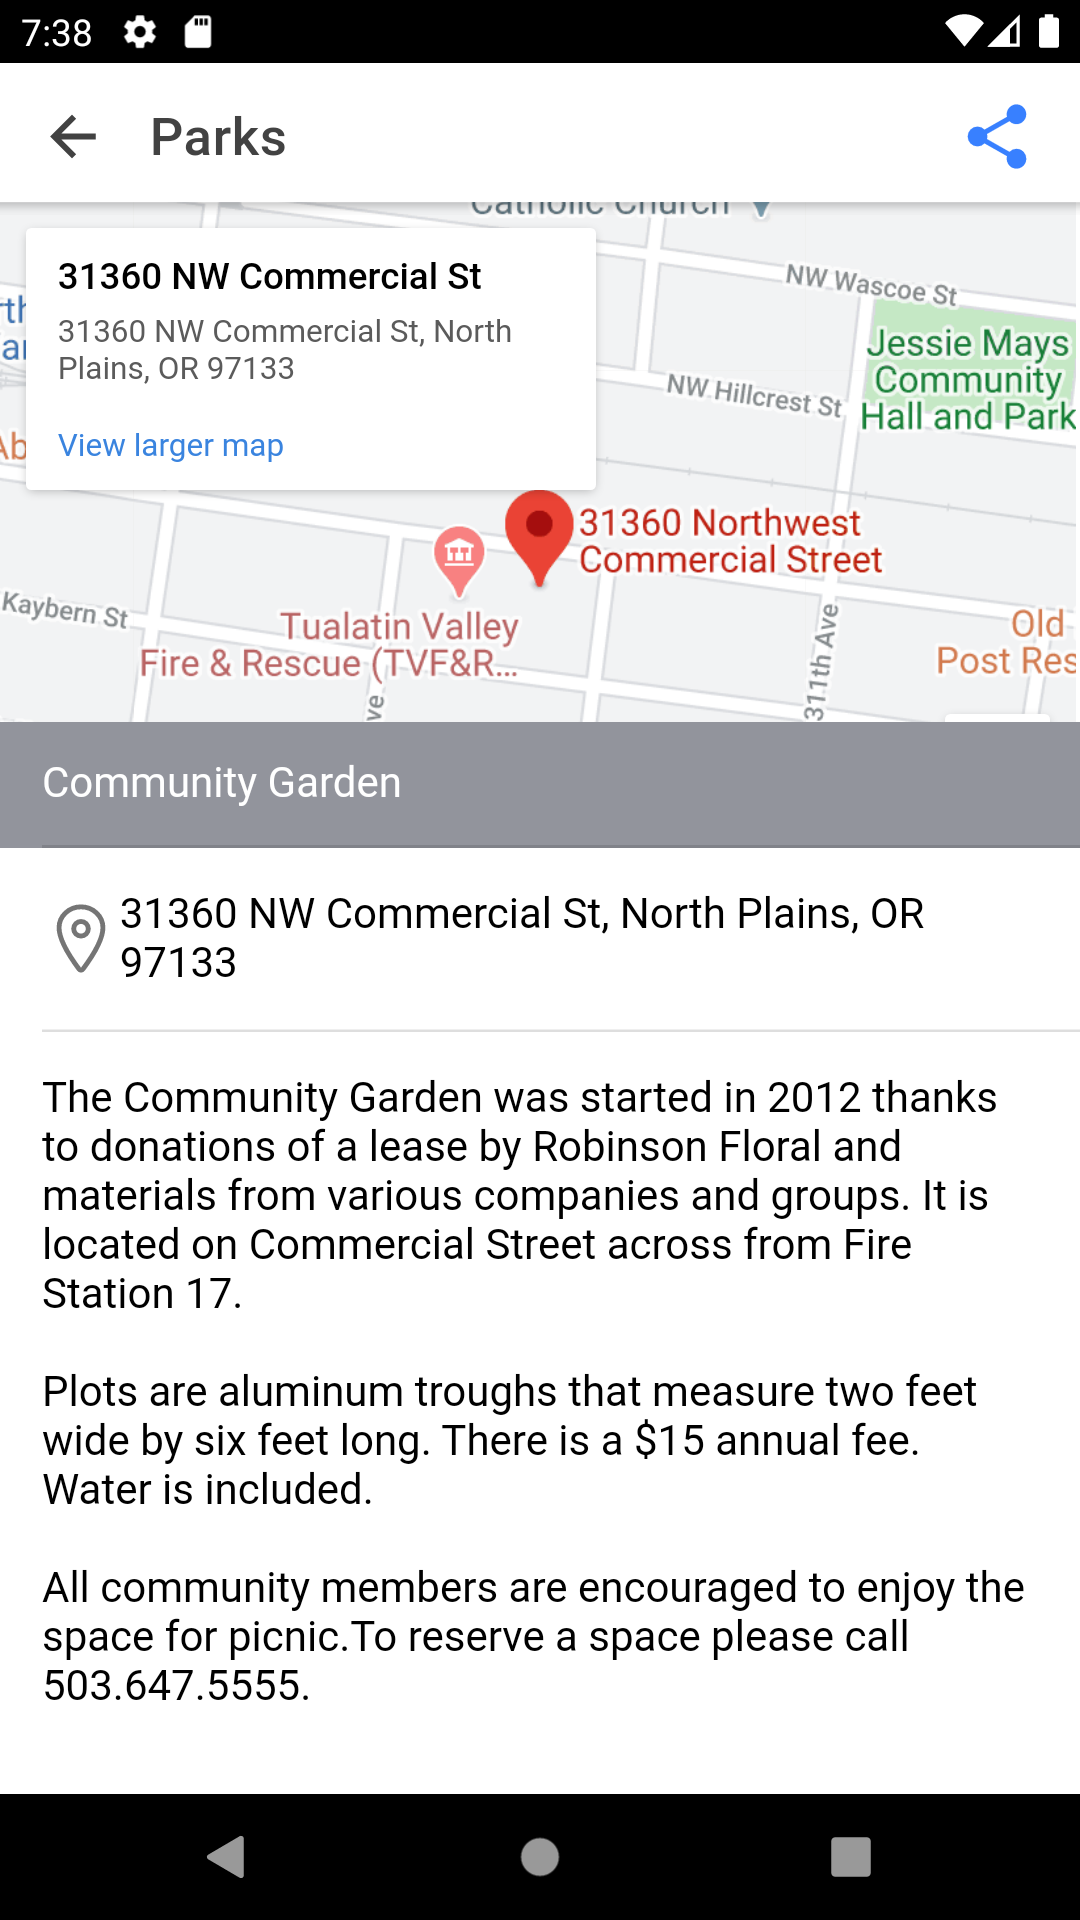 7:38
Parks
Catholic Church
31360 NW Commercial St
31360 NW Commercial St, North
Plains, OR 97133
View larger map
NW Wascoe St
Jessie Mays
Community
Hall and Park
NW Hillcrest St
31360 Northwest
Commercial Street
Kaybern St
Tualatin Valley
Fire & Rescue (TVF&R...
311th Ave
Old
Post Res
ve
Community Garden
31360 NW Commercial St, North Plains, OR
97133
The Community Garden was started in 2012 thanks
to donations of a lease by Robinson Floral and
materials from various companies and groups. It is
located on Commercial Street across from Fire
Station 17.
Plots are aluminum troughs that measure two feet
wide by six feet long. There is a $15 annual fee.
Water is included.
All community members are encouraged to enjoy the
space for picnic.To reserve a space please call
503.647.5555.